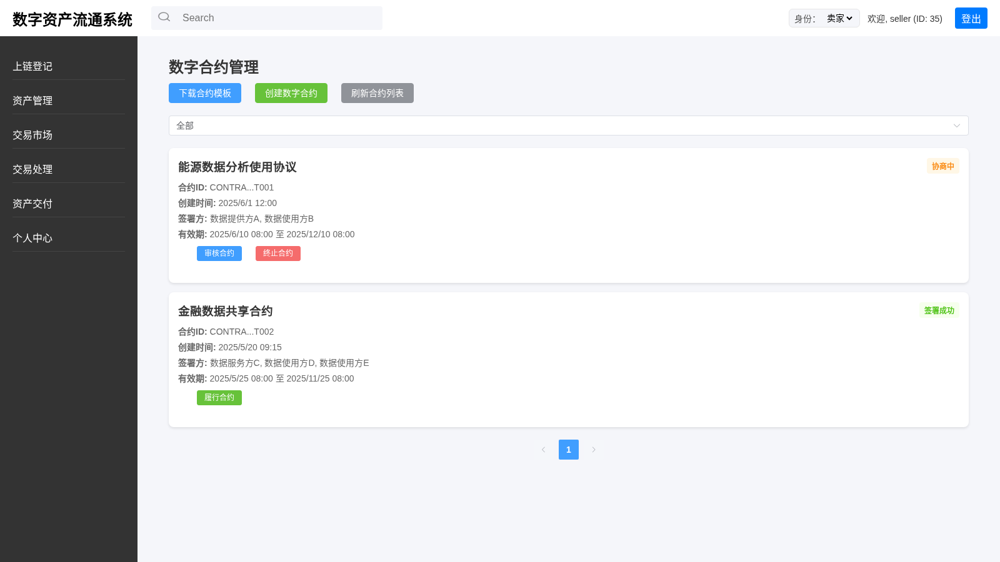 数字资产流通系统
Search
身份：
卖家
欢迎, seller (ID: 35)
登出
上链登记
资产管理
交易市场
交易处理
资产交付
个人中心
数字合约管理
下载合约模板
创建数字合约
刷新合约列表
全部
能源数据分析使用协议
协商中
合约ID: CONTRA...T001
创建时间: 2025/6/1 12:00
签署方: 数据提供方A, 数据使用方B
有效期: 2025/6/10 08:00 至 2025/12/10 08:00
审核合约
终止合约
金融数据共享合约
签署成功
合约ID: CONTRA...T002
创建时间: 2025/5/20 09:15
签署方: 数据服务方C, 数据使用方D, 数据使用方E
有效期: 2025/5/25 08:00 至 2025/11/25 08:00
履行合约
1